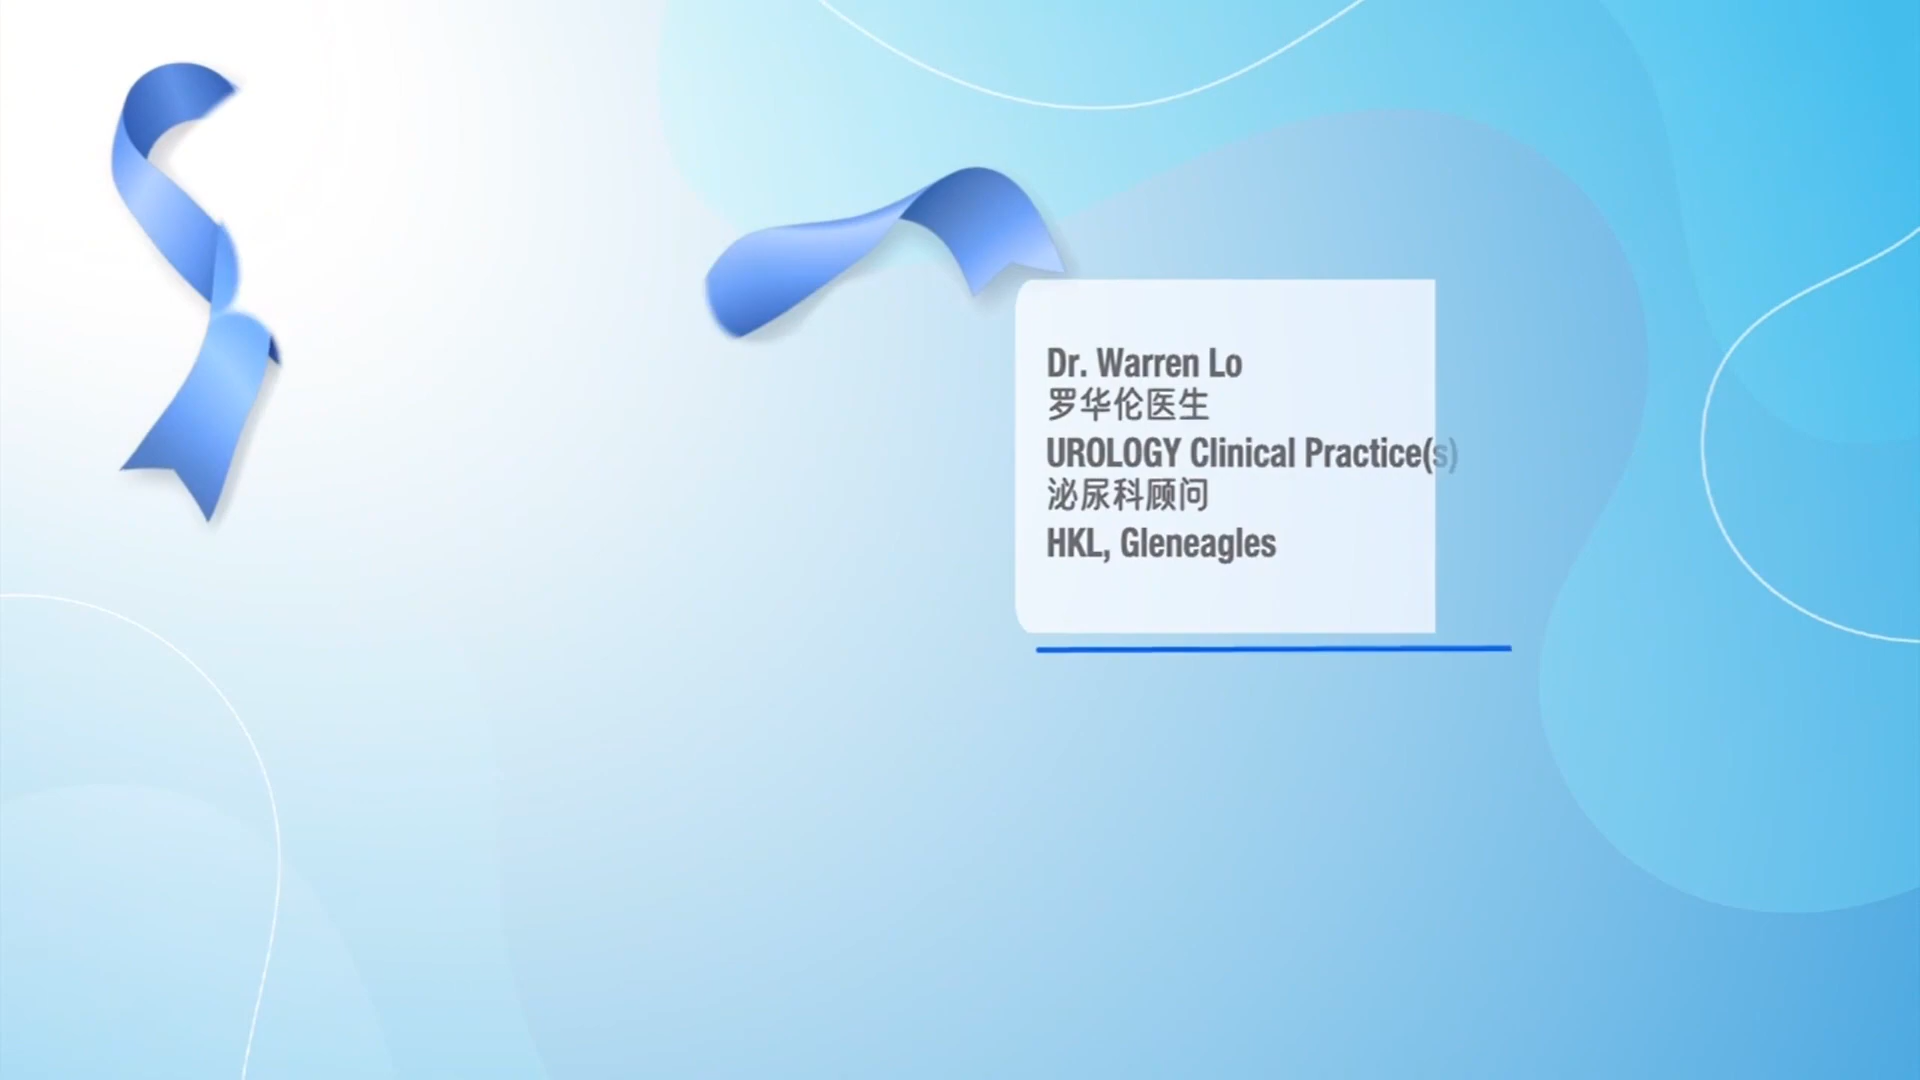 Dr. Warren Lo
罗华伦医生
UROLOGY Clinical Practice(s)
泌尿科顾问
HKL, Gleneagles